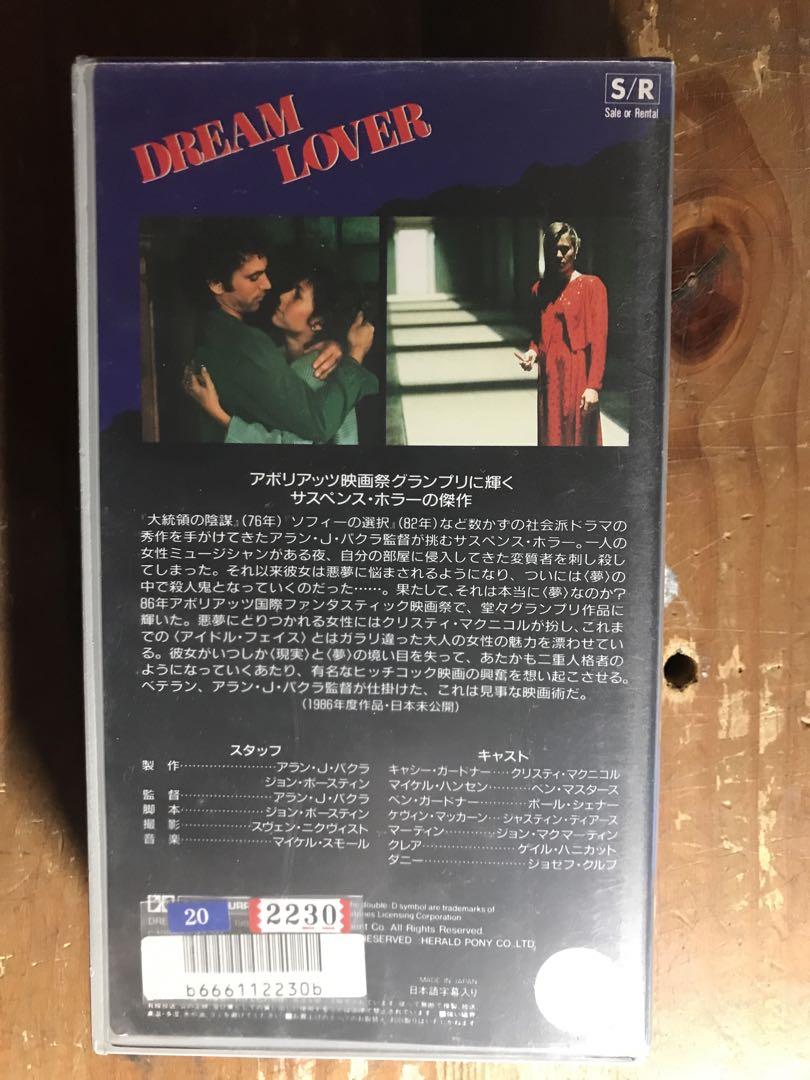 S/R
Sale or Rental
DREAM
LOVER
アボリアッツ映画祭グランプリに輝く
サスペンス・ホラーの傑作
『大統領の陰謀』(76年)『ソフィーの選択』(82年)など数かずの社会派ドラマの
秀作を手がけてきたアラン・J・パクラ監督が挑むサスペンス・ホラー。一人の
女性ミュージシャンがある夜、自分の部屋に侵入してきた変質者を刺し殺し
てしまった。それ以来彼女は悪夢に悩まされるようになり、ついには〈夢〉の
中で殺人鬼となっていくのだった……。果たして、それは本当に〈夢〉なのか?
86年アボリアッツ国際ファンタスティック映画祭で、堂々グランプリ作品に
輝いた。悪夢にとりつかれる女性にはクリスティ・マクニコルが扮し、これま
での〈アイドル・フェイス〉とはガラリ違った大人の女性の魅力を漂わせてい
る。彼女がいつしか〈現実〉と〈夢〉の境い目を失って、あたかも二重人格者の
ようになっていくあたり、有名なヒッチコック映画の興奮を想い起こさせる。
ベテラン、アラン・J・パクラ監督が仕掛けた、これは見事な映画術だ。
(1986年度作品・日本未公開)
スタッフ
製作……………………アラン・J・パクラ
ジョン・ボースティン
監督……………………アラン・J・パクラ
脚本……………………ジョン・ボースティン
撮影………………スヴェン・ニクヴィスト
音楽……………………マイケル・スモール
キャスト
キャシー・ガードナー……クリスティ・マクニコル
マイケル・ハンセン…………ベン・マスタース
ベン・ガードナー……………ポール・シェナー
ケヴィン・マッカーン…ジャスティン・ディアース
マーティン……………ジョン・マクマーティン
クレア……………………ゲイル・ハニカット
ダニー……………………ジョセフ・クルプ
double-D symbol are trademarks of
Licensing Corporation
Co. All Rights Reserved.
RESERVED HERALD PONY CO.,LTD.
20
2230
b6661112230b
MADE IN JAPAN
日本語字幕入り